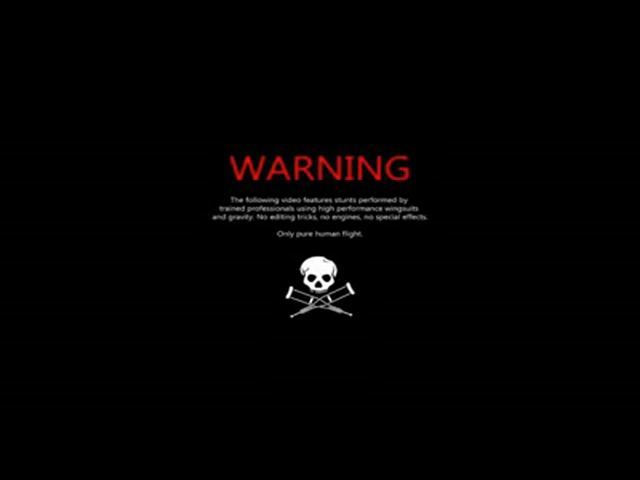 WARNING
The following video features stunts performed by
trained professionals using high performance wingsuits
and gravity. No editing tricks, no engines, no special effects.
Only pure human flight.